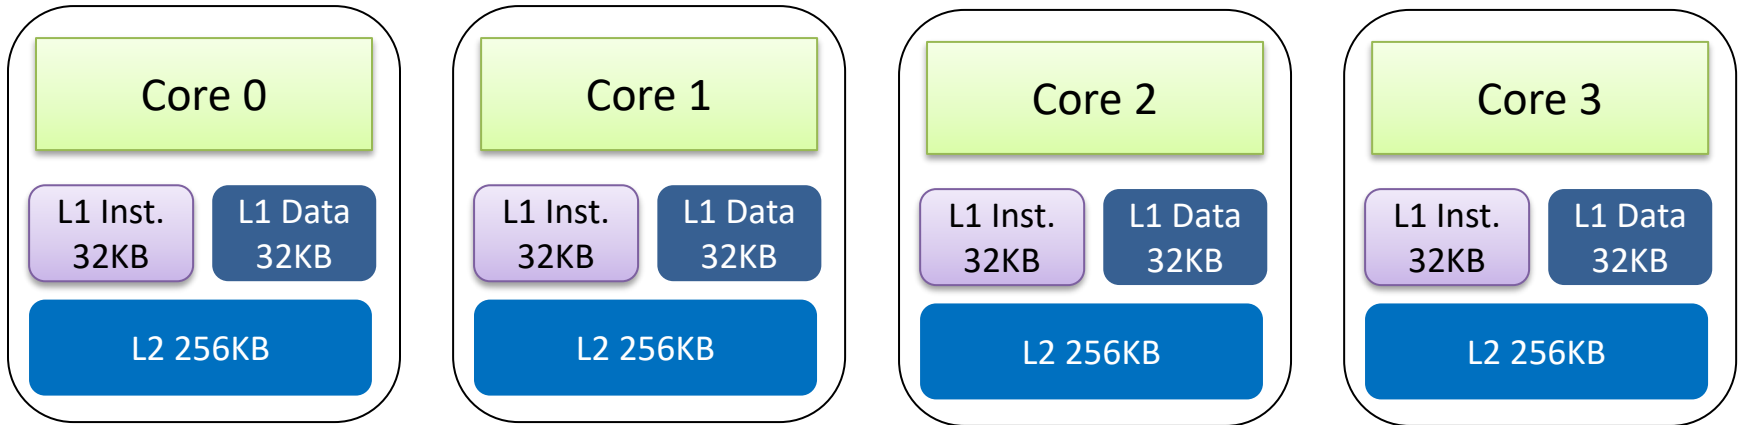 Core 0
L1 Inst.
32KB
L1 Data
32KB
L2 256KB
Core 1
L1 Inst.
32KB
L1 Data
32KB
L2 256KB
Core 2
L1 Inst.
32KB
L1 Data
32KB
L2 256KB
Core 3
L1 Inst.
32KB
L1 Data
32KB
L2 256KB